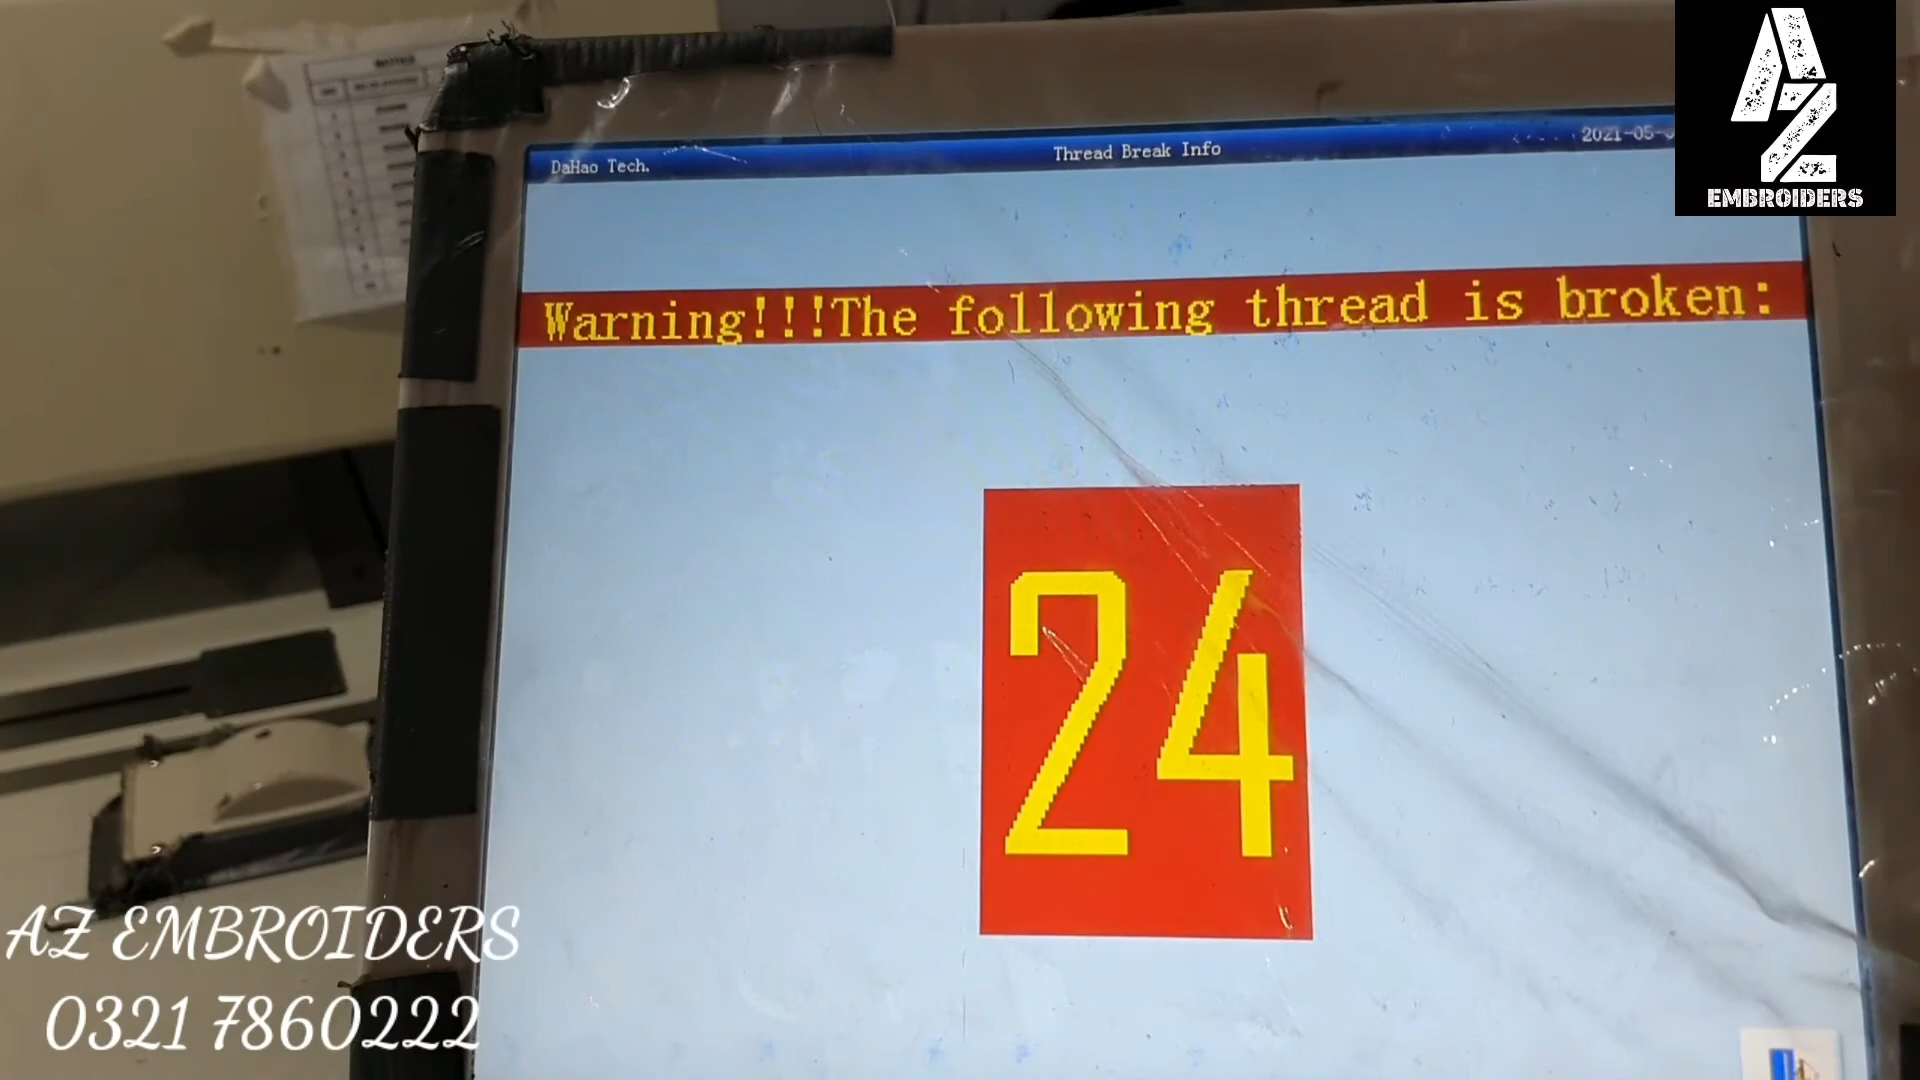 AZ
EMBROIDERS
DaHao Tech.
Thread Break Info
2021-05-
Warning!!!The following thread is broken:
24
AZ EMBROIDERS
0321 7860222